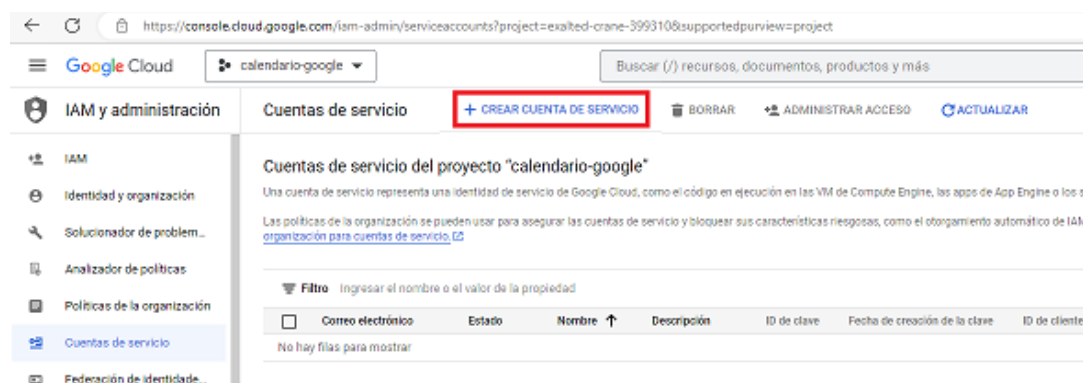 https://console.cloud.google.com/iam-admin/serviceaccounts?project=exalted-crane-399310&supportedpurview=project
Google Cloud
calendario-google
Buscar (/) recursos, documentos, productos y más
IAM y administración
Cuentas de servicio
+ CREAR CUENTA DE SERVICIO
BORRAR
ADMINISTRAR ACCESO
ACTUALIZAR
IAM
Identidad y organización
Solucionador de problem...
Analizador de políticas
Políticas de la organización
Cuentas de servicio
Federación de identidade...
Cuentas de servicio del proyecto "calendario-google"
Una cuenta de servicio representa una identidad de servicio de Google Cloud, como el código en ejecución en las VM de Compute Engine, las apps de App Engine o los s
Las políticas de la organización se pueden usar para asegurar las cuentas de servicio y bloquear sus características riesgosas, como el otorgamiento automático de IAM
organización para cuentas de servicio.
Filtro Ingresar el nombre o el valor de la propiedad
Correo electrónico Estado Nombre ↑ Descripción ID de clave Fecha de creación de la clave ID de cliente
No hay filas para mostrar